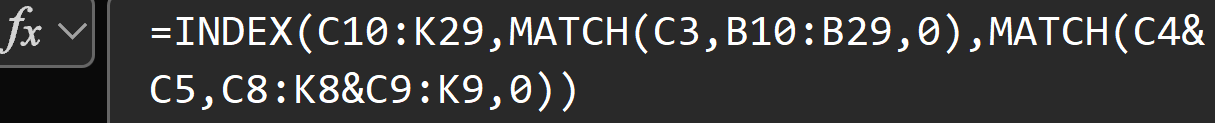 fx =INDEX(C10:K29,MATCH(C3,B10:B29,0),MATCH(C4&
C5,C8:K8&C9:K9,0))